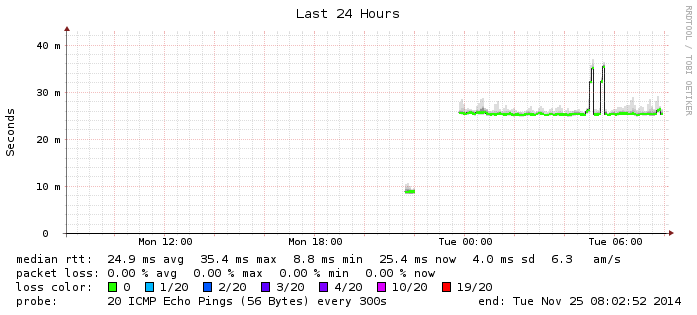 Last 24 Hours
RRDTOOL / TOBI OETIKER
Seconds
40 m
30 m
20 m
10 m
0
Mon 12:00 Mon 18:00 Tue 00:00 Tue 06:00
median rtt: 24.9 ms avg 35.4 ms max 8.8 ms min 25.4 ms now 4.0 ms sd 6.3 am/s
packet loss: 0.00 % avg 0.00 % max 0.00 % min 0.00 % now
loss color: 0 1/20 2/20 3/20 4/20 10/20 19/20
probe: 20 ICMP Echo Pings (56 Bytes) every 300s end: Tue Nov 25 08:02:52 2014